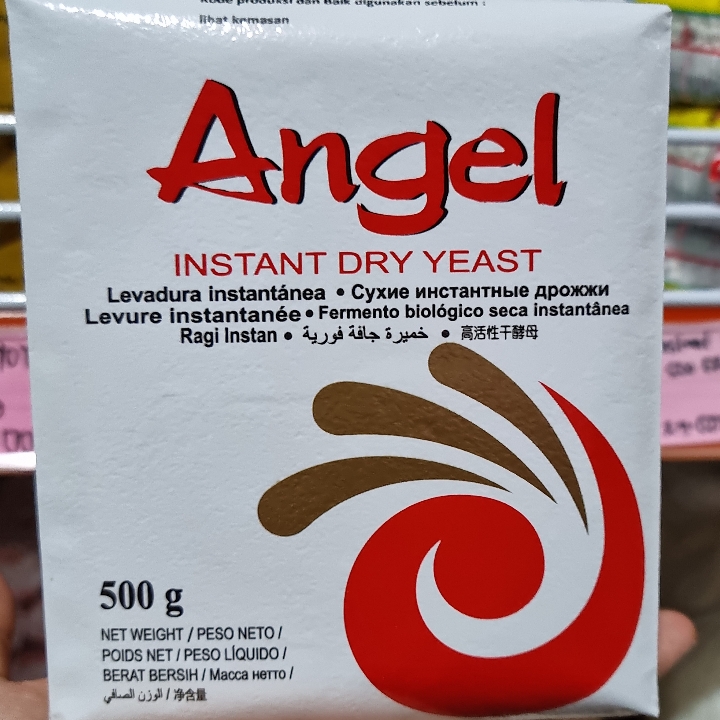 Kode produksi dan Baik digunakan sebelum :
lihat kemasan
Angel
INSTANT DRY YEAST
Levadura instantánea • Сухие инстантные дрожжи
Levure instantanée • Fermento biológico seca instantânea
Ragi Instan • خميرة جافة فورية • 高活性干酵母
500 g
NET WEIGHT / PESO NETO /
POIDS NET / PESO LÍQUIDO /
BERAT BERSIH / Масса нетто /
الوزن الصافي / 净含量